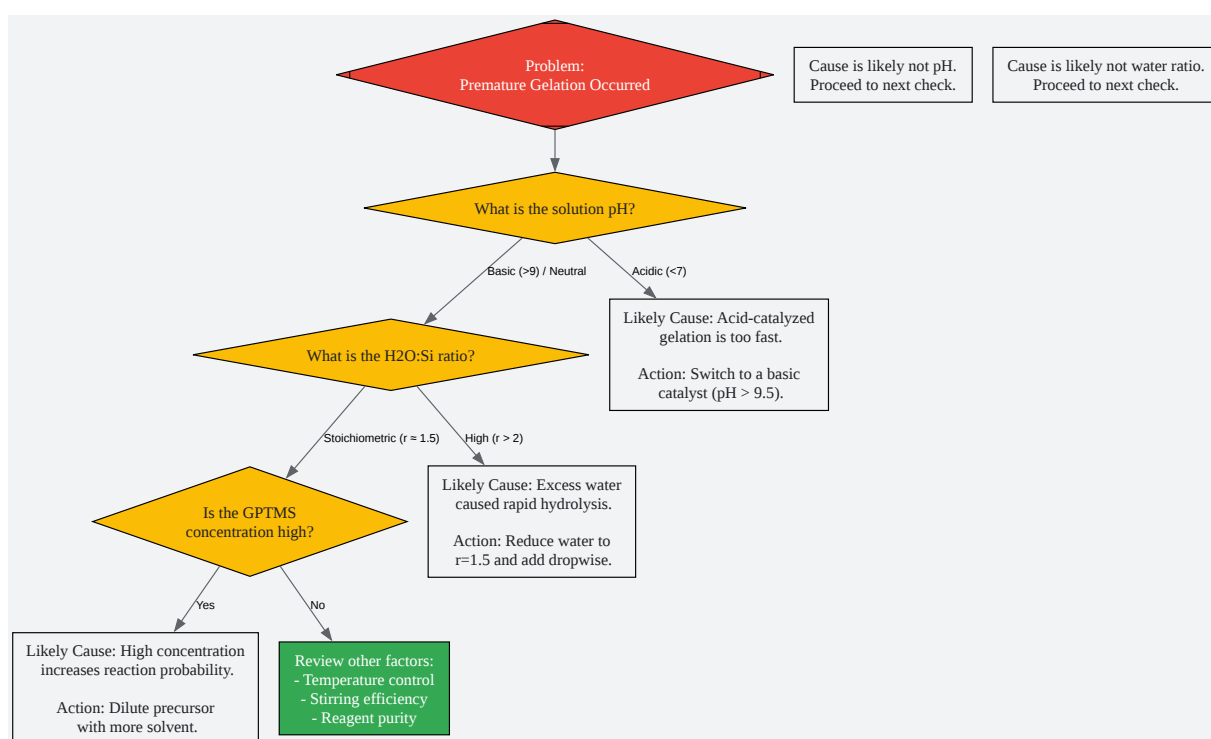 Problem:
Premature Gelation Occurred
Cause is likely not pH.
Proceed to next check.
Cause is likely not water ratio.
Proceed to next check.
What is the solution pH?
Basic (>9) / Neutral
Acidic (<7)
Likely Cause: Acid-catalyzed
gelation is too fast.
Action: Switch to a basic
catalyst (pH > 9.5).
What is the H2O:Si ratio?
Stoichiometric (r ≈ 1.5)
High (r > 2)
Likely Cause: Excess water
caused rapid hydrolysis.
Action: Reduce water to
r=1.5 and add dropwise.
Is the GPTMS
concentration high?
Yes
No
Likely Cause: High concentration
increases reaction probability.
Action: Dilute precursor
with more solvent.
Review other factors:
- Temperature control
- Stirring efficiency
- Reagent purity